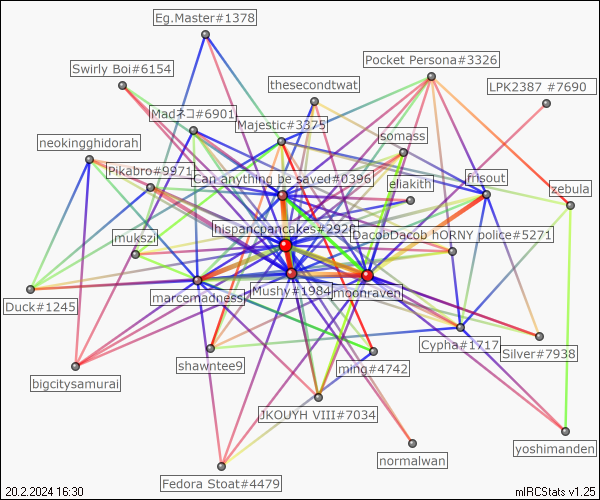 Eg.Master#1378
Pocket Persona#3326
Swirly Boi#6154
thesecondtwat
LPK2387 #7690
Madネコ#6901
Majestic#3375
isomass
neokingghidorah
Pikabro#9971
Can anything be saved#0396
eliakith
frisout
zebula
hispancpancakes#2920
mukszi
DacobDacob hORNY police#5271
Duck#1245
marcemadness
Mushy#1984
moonraven
shawntee9
ming#4742
Cypha#1717
Silver#7938
bigcitysamurai
JKOUYH VIII#7034
yoshimanden
normalwan
Fedora Stoat#4479
20.2.2024 16:30
mIRCStats v1.25